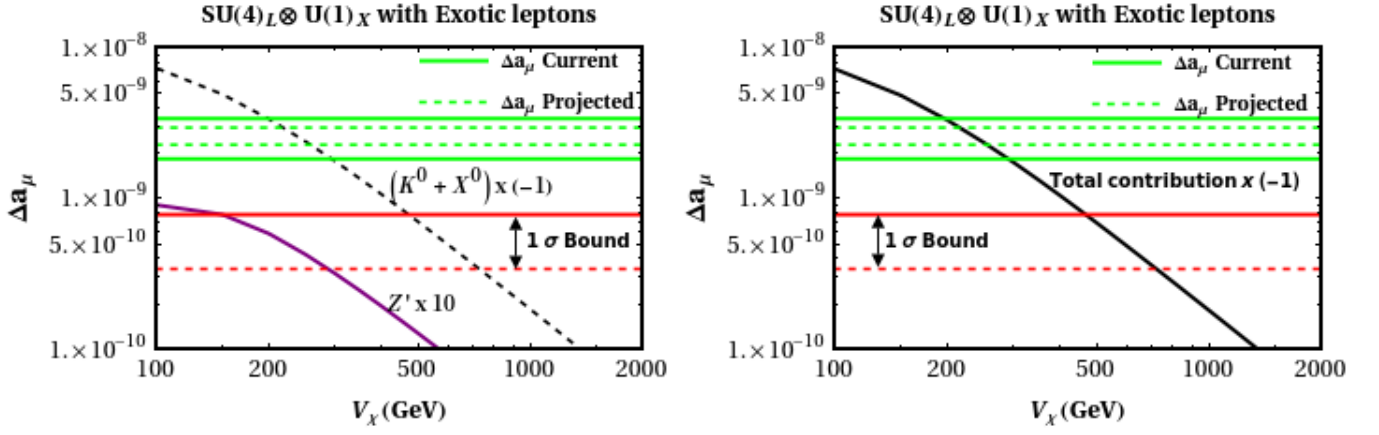 SU(4)L⊗ U(1)X with Exotic leptons
1.×10⁻⁸
5.×10⁻⁹
1.×10⁻⁹
5.×10⁻¹⁰
1.×10⁻¹⁰
Δaμ
Δaμ Current
Δaμ Projected
(K⁰ + X⁰) x (−1)
1 σ Bound
Z' x 10
100 200 500 1000 2000
Vχ(GeV)
SU(4)L⊗ U(1)X with Exotic leptons
1.×10⁻⁸
5.×10⁻⁹
1.×10⁻⁹
5.×10⁻¹⁰
1.×10⁻¹⁰
Δaμ
Δaμ Current
Δaμ Projected
Total contribution x (−1)
1 σ Bound
100 200 500 1000 2000
Vχ(GeV)